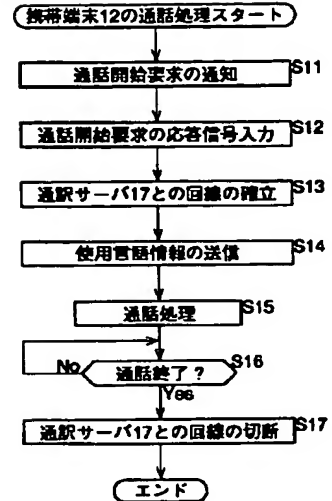 携帯端末12の通話処理スタート
通話開始要求の通知 S11
通話開始要求の応答信号入力 S12
通訳サーバ17との回線の確立 S13
使用言語情報の送信 S14
通話処理 S15
No 通話終了? S16
Yes
通訳サーバ17との回線の切断 S17
エンド